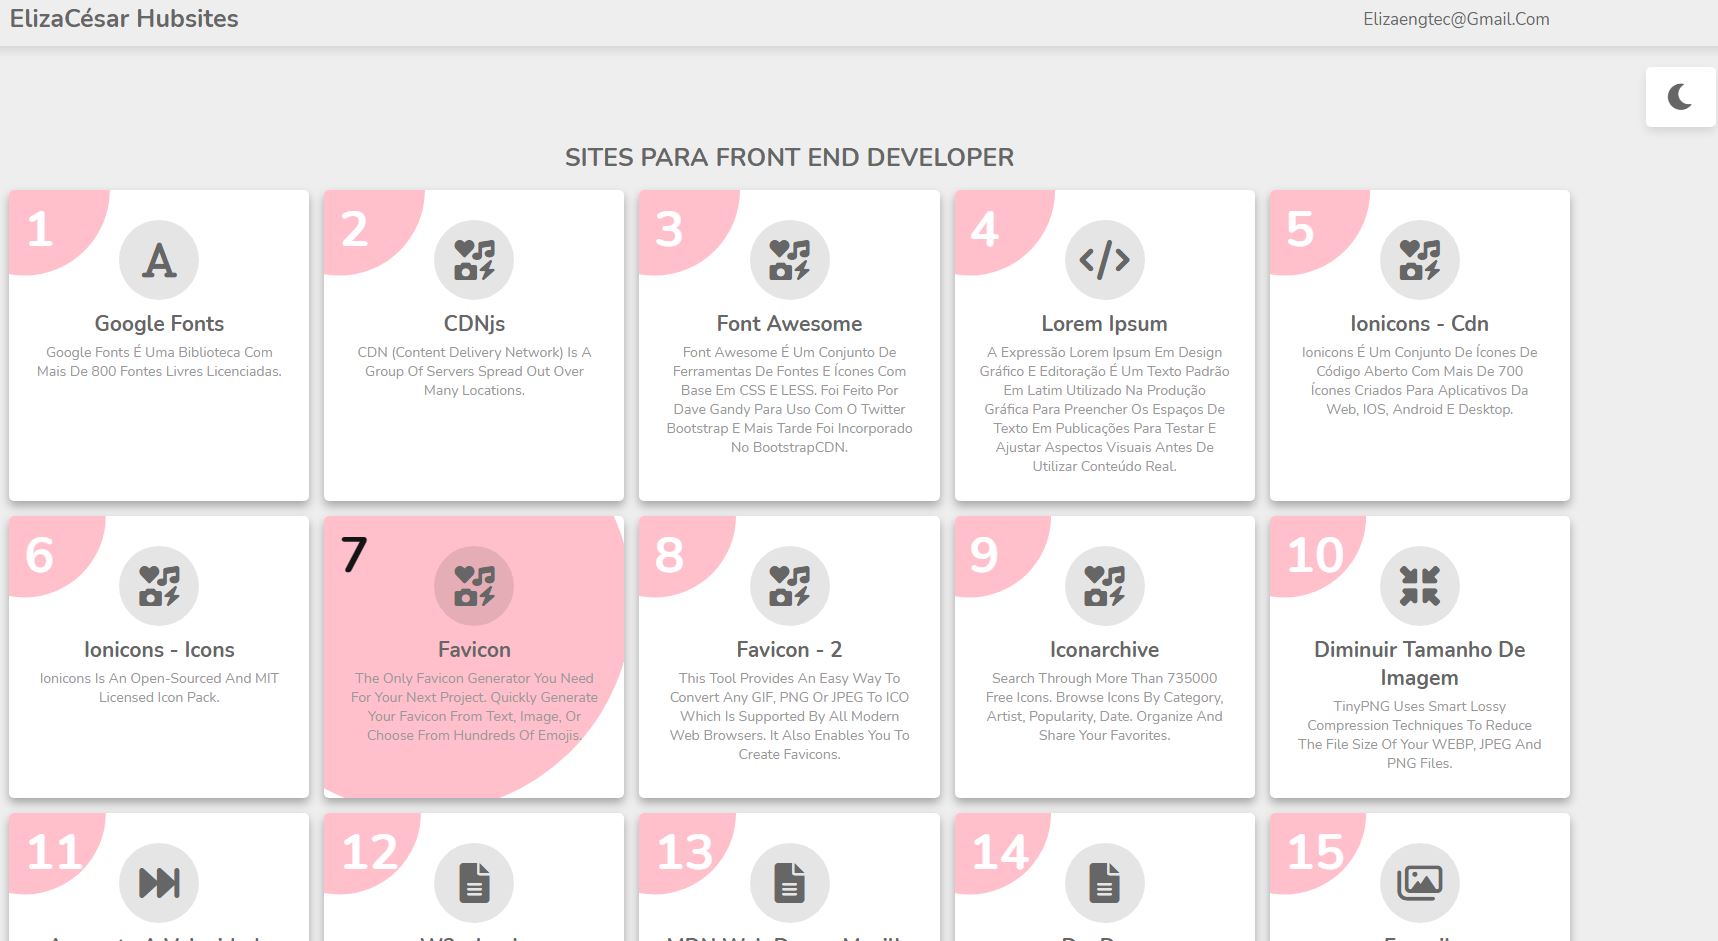 ElizaCésar Hubsites
Elizaengtec@Gmail.Com
SITES PARA FRONT END DEVELOPER
1
Google Fonts
Google Fonts É Uma Biblioteca Com
Mais De 800 Fontes Livres Licenciadas.
2
CDNjs
CDN (Content Delivery Network) Is A
Group Of Servers Spread Out Over
Many Locations.
3
Font Awesome
Font Awesome É Um Conjunto De
Ferramentas De Fontes E Ícones Com
Base Em CSS E LESS. Foi Feito Por
Dave Gandy Para Uso Com O Twitter
Bootstrap E Mais Tarde Foi Incorporado
No BootstrapCDN.
4
Lorem Ipsum
A Expressão Lorem Ipsum Em Design
Gráfico E Editoração É Um Texto Padrão
Em Latim Utilizado Na Produção
Gráfica Para Preencher Os Espaços De
Texto Em Publicações Para Testar E
Ajustar Aspectos Visuais Antes De
Utilizar Conteúdo Real.
5
Ionicons - Cdn
Ionicons É Um Conjunto De Ícones De
Código Aberto Com Mais De 700
Ícones Criados Para Aplicativos Da
Web, IOS, Android E Desktop.
6
Ionicons - Icons
Ionicons Is An Open-Sourced And MIT
Licensed Icon Pack.
7
Favicon
The Only Favicon Generator You Need
For Your Next Project. Quickly Generate
Your Favicon From Text, Image, Or
Choose From Hundreds Of Emojis.
8
Favicon - 2
This Tool Provides An Easy Way To
Convert Any GIF, PNG Or JPEG To ICO
Which Is Supported By All Modern
Web Browsers. It Also Enables You To
Create Favicons.
9
Iconarchive
Search Through More Than 735000
Free Icons. Browse Icons By Category,
Artist, Popularity, Date. Organize And
Share Your Favorites.
10
Diminuir Tamanho De
Imagem
TinyPNG Uses Smart Lossy
Compression Techniques To Reduce
The File Size Of Your WEBP, JPEG And
PNG Files.
11
12
13
14
15